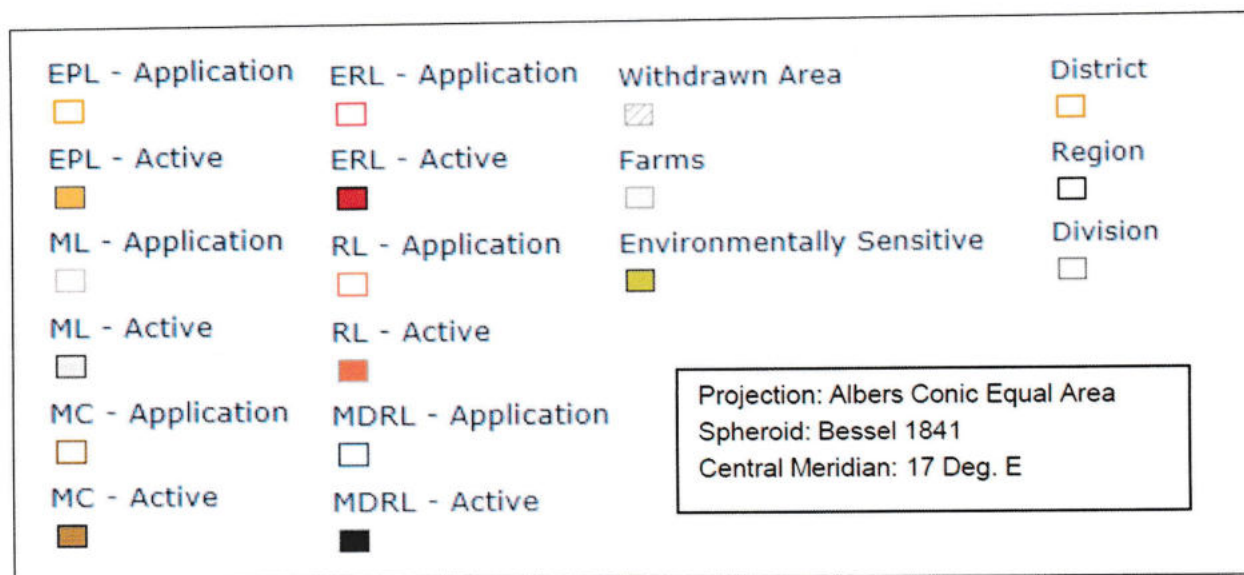 EPL - Application
EPL - Active
ML - Application
ML - Active
MC - Application
MC - Active
ERL - Application
ERL - Active
RL - Application
RL - Active
MDRL - Application
MDRL - Active
Withdrawn Area
Farms
Environmentally Sensitive
District
Region
Division
Projection: Albers Conic Equal Area
Spheroid: Bessel 1841
Central Meridian: 17 Deg. E